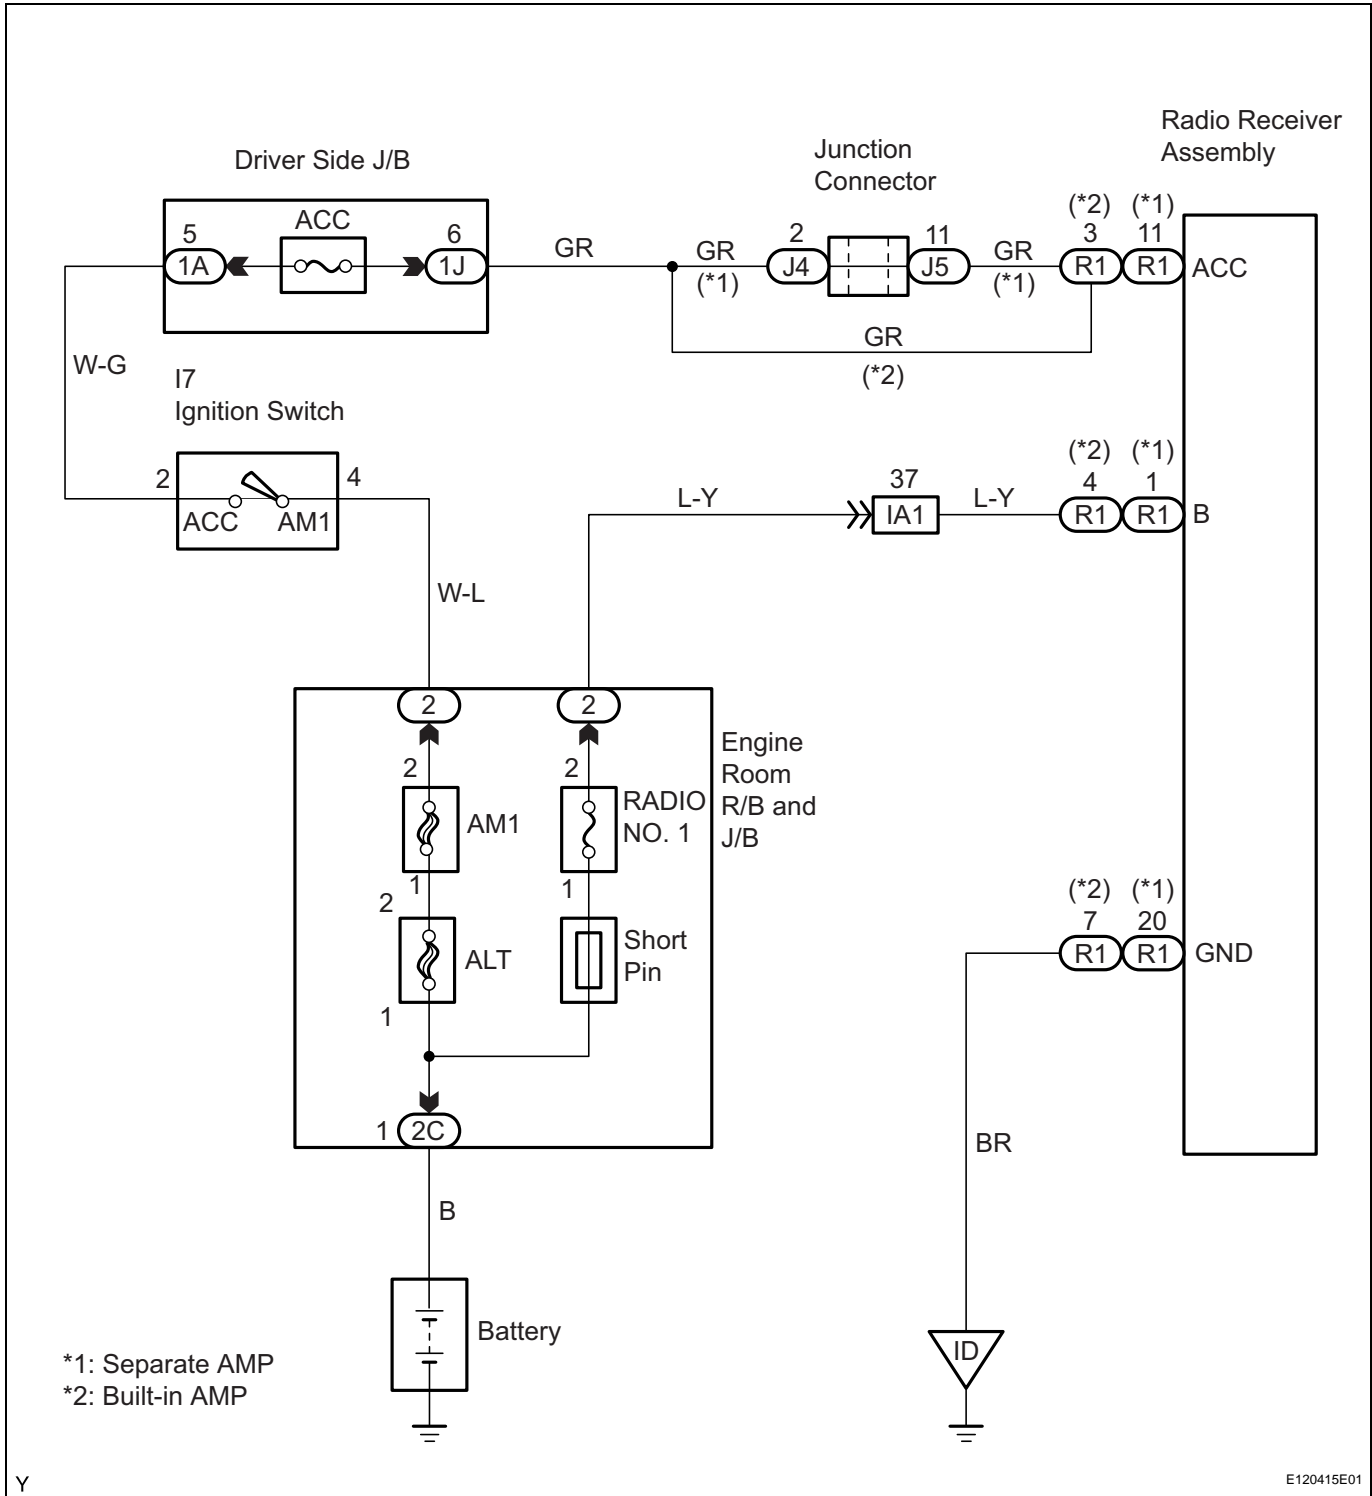 Radio Receiver
Assembly
Junction
Connector
Driver Side J/B
(*2) (*1)
5 ACC 6 GR GR 2 11 GR 3 11
1A 1J (*1) J4 J5 (*1) R1 R1 ACC
GR
(*2)
W-G
I7
Ignition Switch
2 4
ACC AM1
(*2) (*1)
37 4 1
L-Y IA1 L-Y R1 R1 B
W-L
2 2
Engine
Room
R/B and
J/B
2 2
AM1
RADIO
NO. 1
1 1
2
ALT
Short
Pin
1
(*2) (*1)
7 20
R1 R1 GND
1 2C
BR
B
Battery
ID
*1: Separate AMP
*2: Built-in AMP
Y
E120415E01